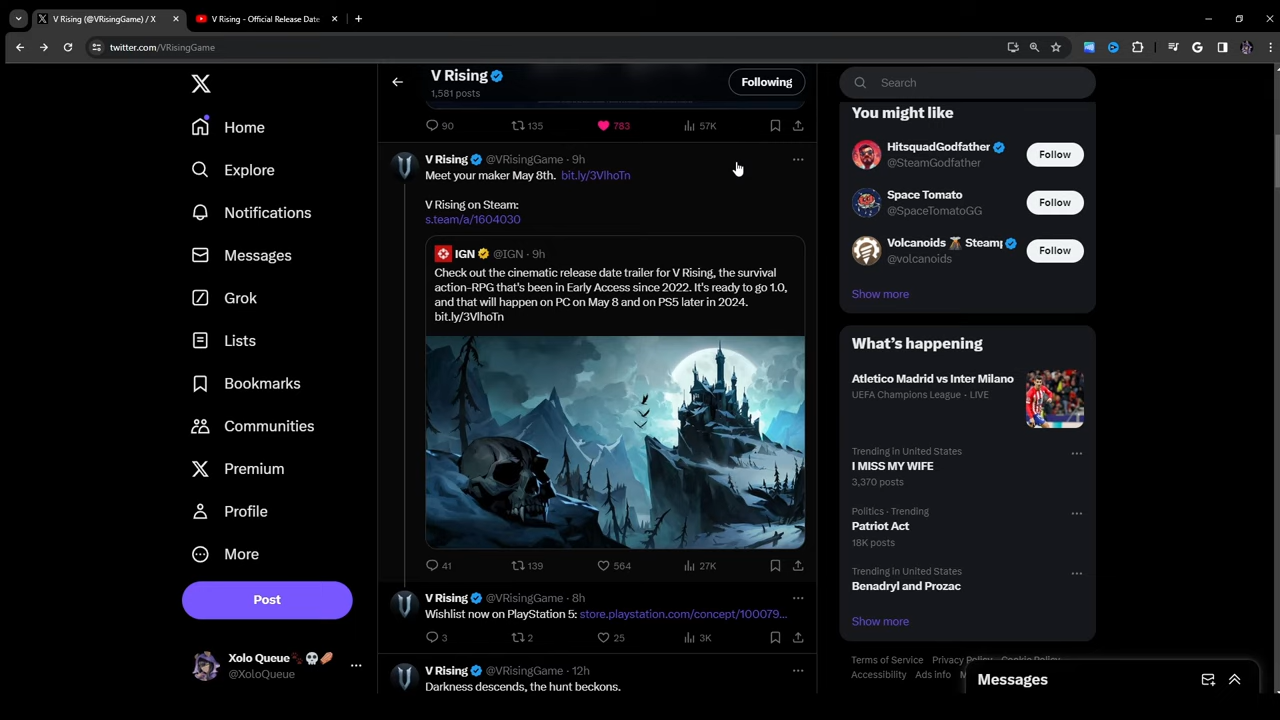 V Rising (@VRisingGame) / X
V Rising - Official Release Date
twitter.com/VRisingGame
Home
Explore
Notifications
Messages
Grok
Lists
Bookmarks
Communities
Premium
Profile
More
Post
Xolo Queue
@XoloQueue
V Rising
1,581 posts
Following
90
135
783
57K
V Rising @VRisingGame · 9h
Meet your maker May 8th. bit.ly/3VlhoTn
V Rising on Steam:
s.team/a/1604030
IGN @IGN · 9h
Check out the cinematic release date trailer for V Rising, the survival
action-RPG that's been in Early Access since 2022. It's ready to go 1.0,
and that will happen on PC on May 8 and on PS5 later in 2024.
bit.ly/3VlhoTn
41
139
564
27K
V Rising @VRisingGame · 8h
Wishlist now on PlayStation 5: store.playstation.com/concept/100079...
3
2
25
3K
V Rising @VRisingGame · 12h
Darkness descends, the hunt beckons.
Search
You might like
HitsquadGodfather
@SteamGodfather
Follow
Space Tomato
@SpaceTomatoGG
Follow
Volcanoids 🌋 Steam
@volcanoids
Follow
Show more
What's happening
Atletico Madrid vs Inter Milano
UEFA Champions League · LIVE
Trending in United States
I MISS MY WIFE
3,370 posts
Politics · Trending
Patriot Act
18K posts
Trending in United States
Benadryl and Prozac
Show more
Terms of Service Privacy Policy Cookie Policy
Accessibility Ads info
Messages